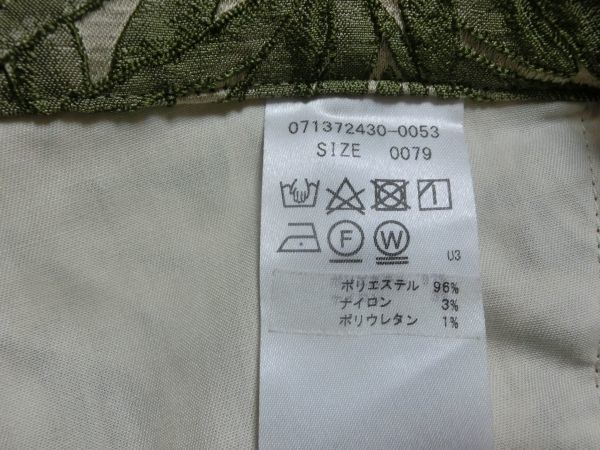 071372430-0053
SIZE 0079
F W U3
ポリエステル 96%
ナイロン 3%
ポリウレタン 1%